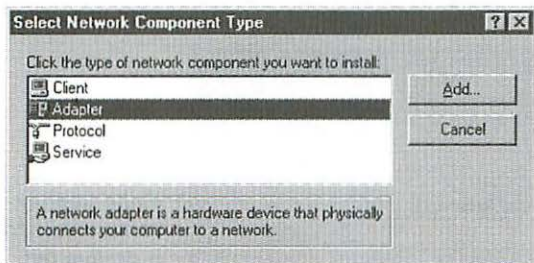 Select Network Component Type
Click the type of network component you want to install:
Client
Adapter
Protocol
Service
Add...
Cancel
A network adapter is a hardware device that physically
connects your computer to a network.